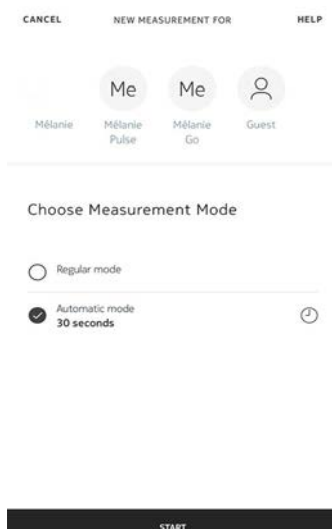 CANCEL NEW MEASUREMENT FOR HELP
Me Me
Mélanie Mélanie Mélanie Guest
Pulse Go
Choose Measurement Mode
Regular mode
Automatic mode
30 seconds
START